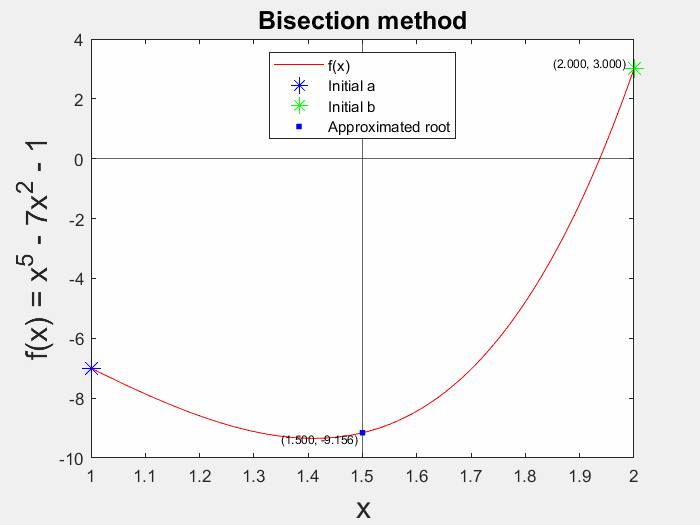 Bisection method
4
2
0
-2
-4
-6
-8
-10
f(x) = x⁵ - 7x² - 1
f(x)
Initial a
Initial b
Approximated root
(2.000, 3.000)
(1.500, -9.156)
1 1.1 1.2 1.3 1.4 1.5 1.6 1.7 1.8 1.9 2
x